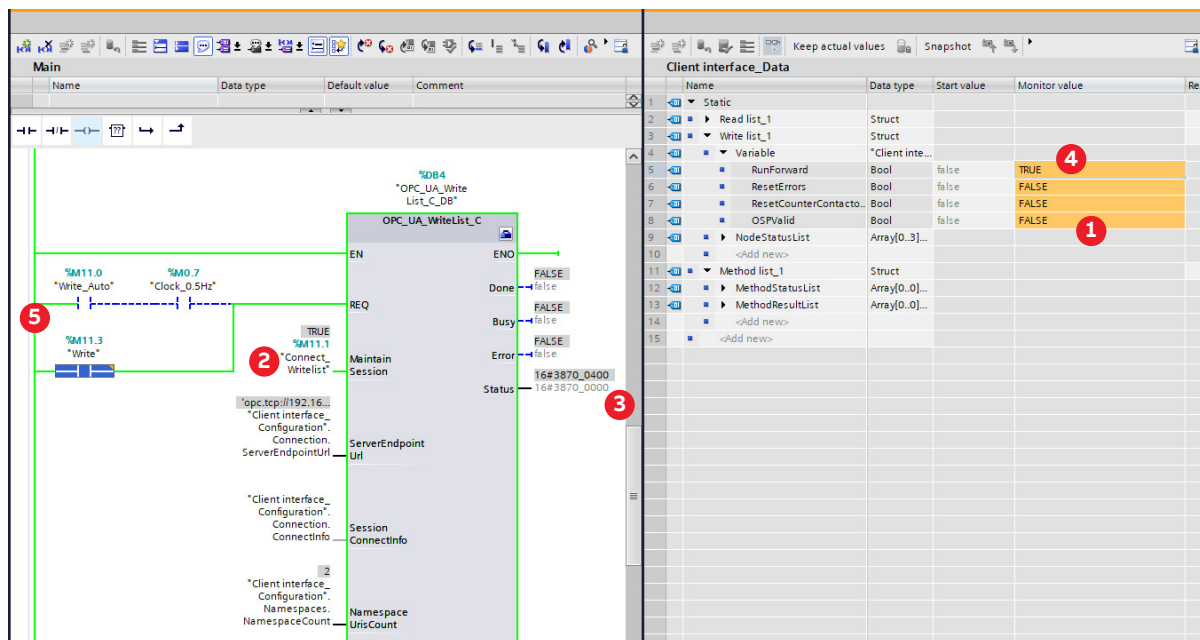 Main
Name Data type Default value Comment
%DB4
"OPC_UA_Write
List_C_DB"
OPC_UA_WriteList_C
EN ENO
%M11.0 %M0.7
"Write_Auto" "Clock_0.5Hz"
FALSE
Done false
5
REQ
FALSE
Busy false
%M11.3
"Write"
TRUE
%M11.1
2
"Connect_
Writelist"
Maintain
Session
FALSE
Error false
16#3870_0400
Status 16#3870_0000
3
'opc.tcp://192.16...
"Client interface_
Configuration".
Connection.
ServerEndpointUrl
ServerEndpoint
Url
"Client interface_
Configuration".
Connection.
ConnectInfo
Session
ConnectInfo
2
"Client interface_
Configuration".
Namespaces.
NamespaceCount
Namespace
UrisCount
Keep actual values Snapshot
Client interface_Data
Name Data type Start value Monitor value Re
1 Static
2 Read list_1 Struct
3 Write list_1 Struct
4 Variable "Client inte...
4
5 RunForward Bool false TRUE
6 ResetErrors Bool false FALSE
7 ResetCounterContacto.. Bool false FALSE
8 OSPValid Bool false FALSE
1
9 NodeStatusList Array[0..3]...
10 <Add new>
11 Method list_1 Struct
12 MethodStatusList Array[0..0]...
13 MethodResultList Array[0..0]...
14 <Add new>
15 <Add new>